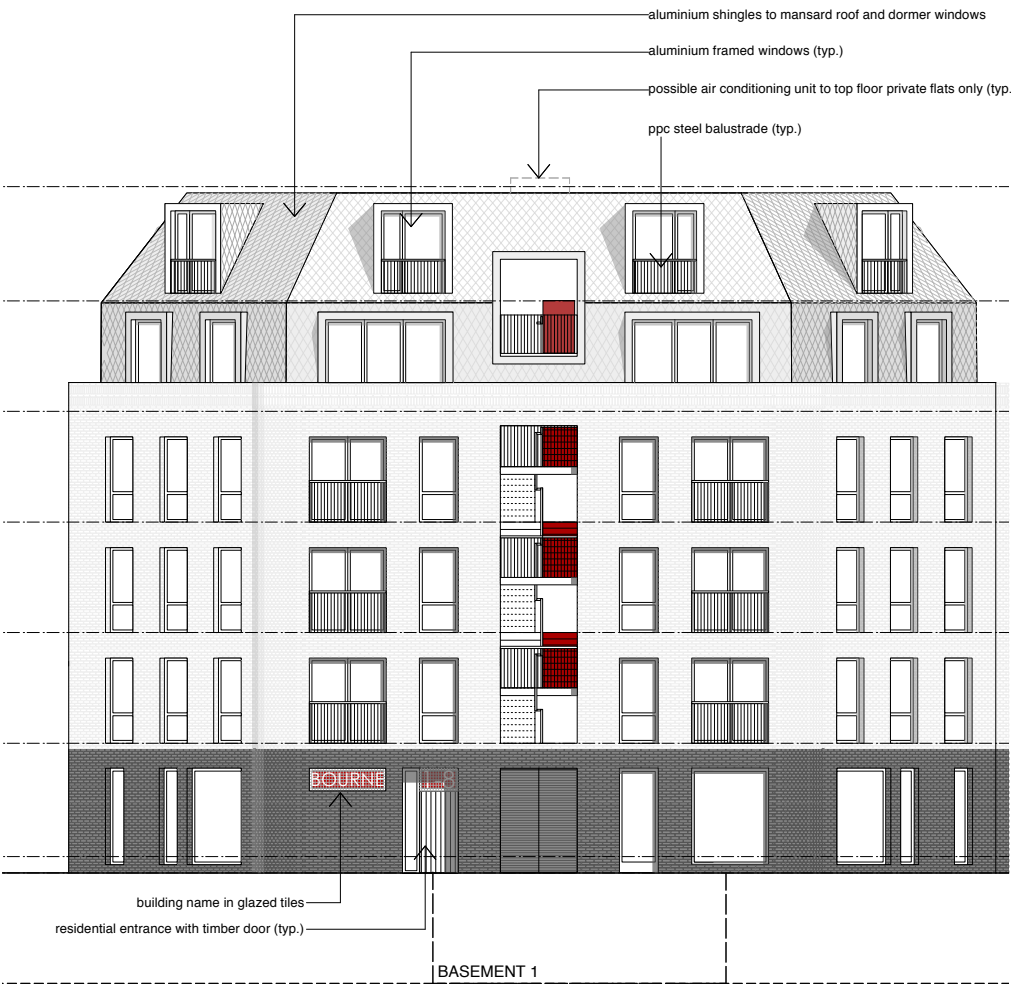 aluminium shingles to mansard roof and dormer windows
aluminium framed windows (typ.)
possible air conditioning unit to top floor private flats only (typ.
ppc steel balustrade (typ.)
BOURNE
1-8
building name in glazed tiles
residential entrance with timber door (typ.)
BASEMENT 1